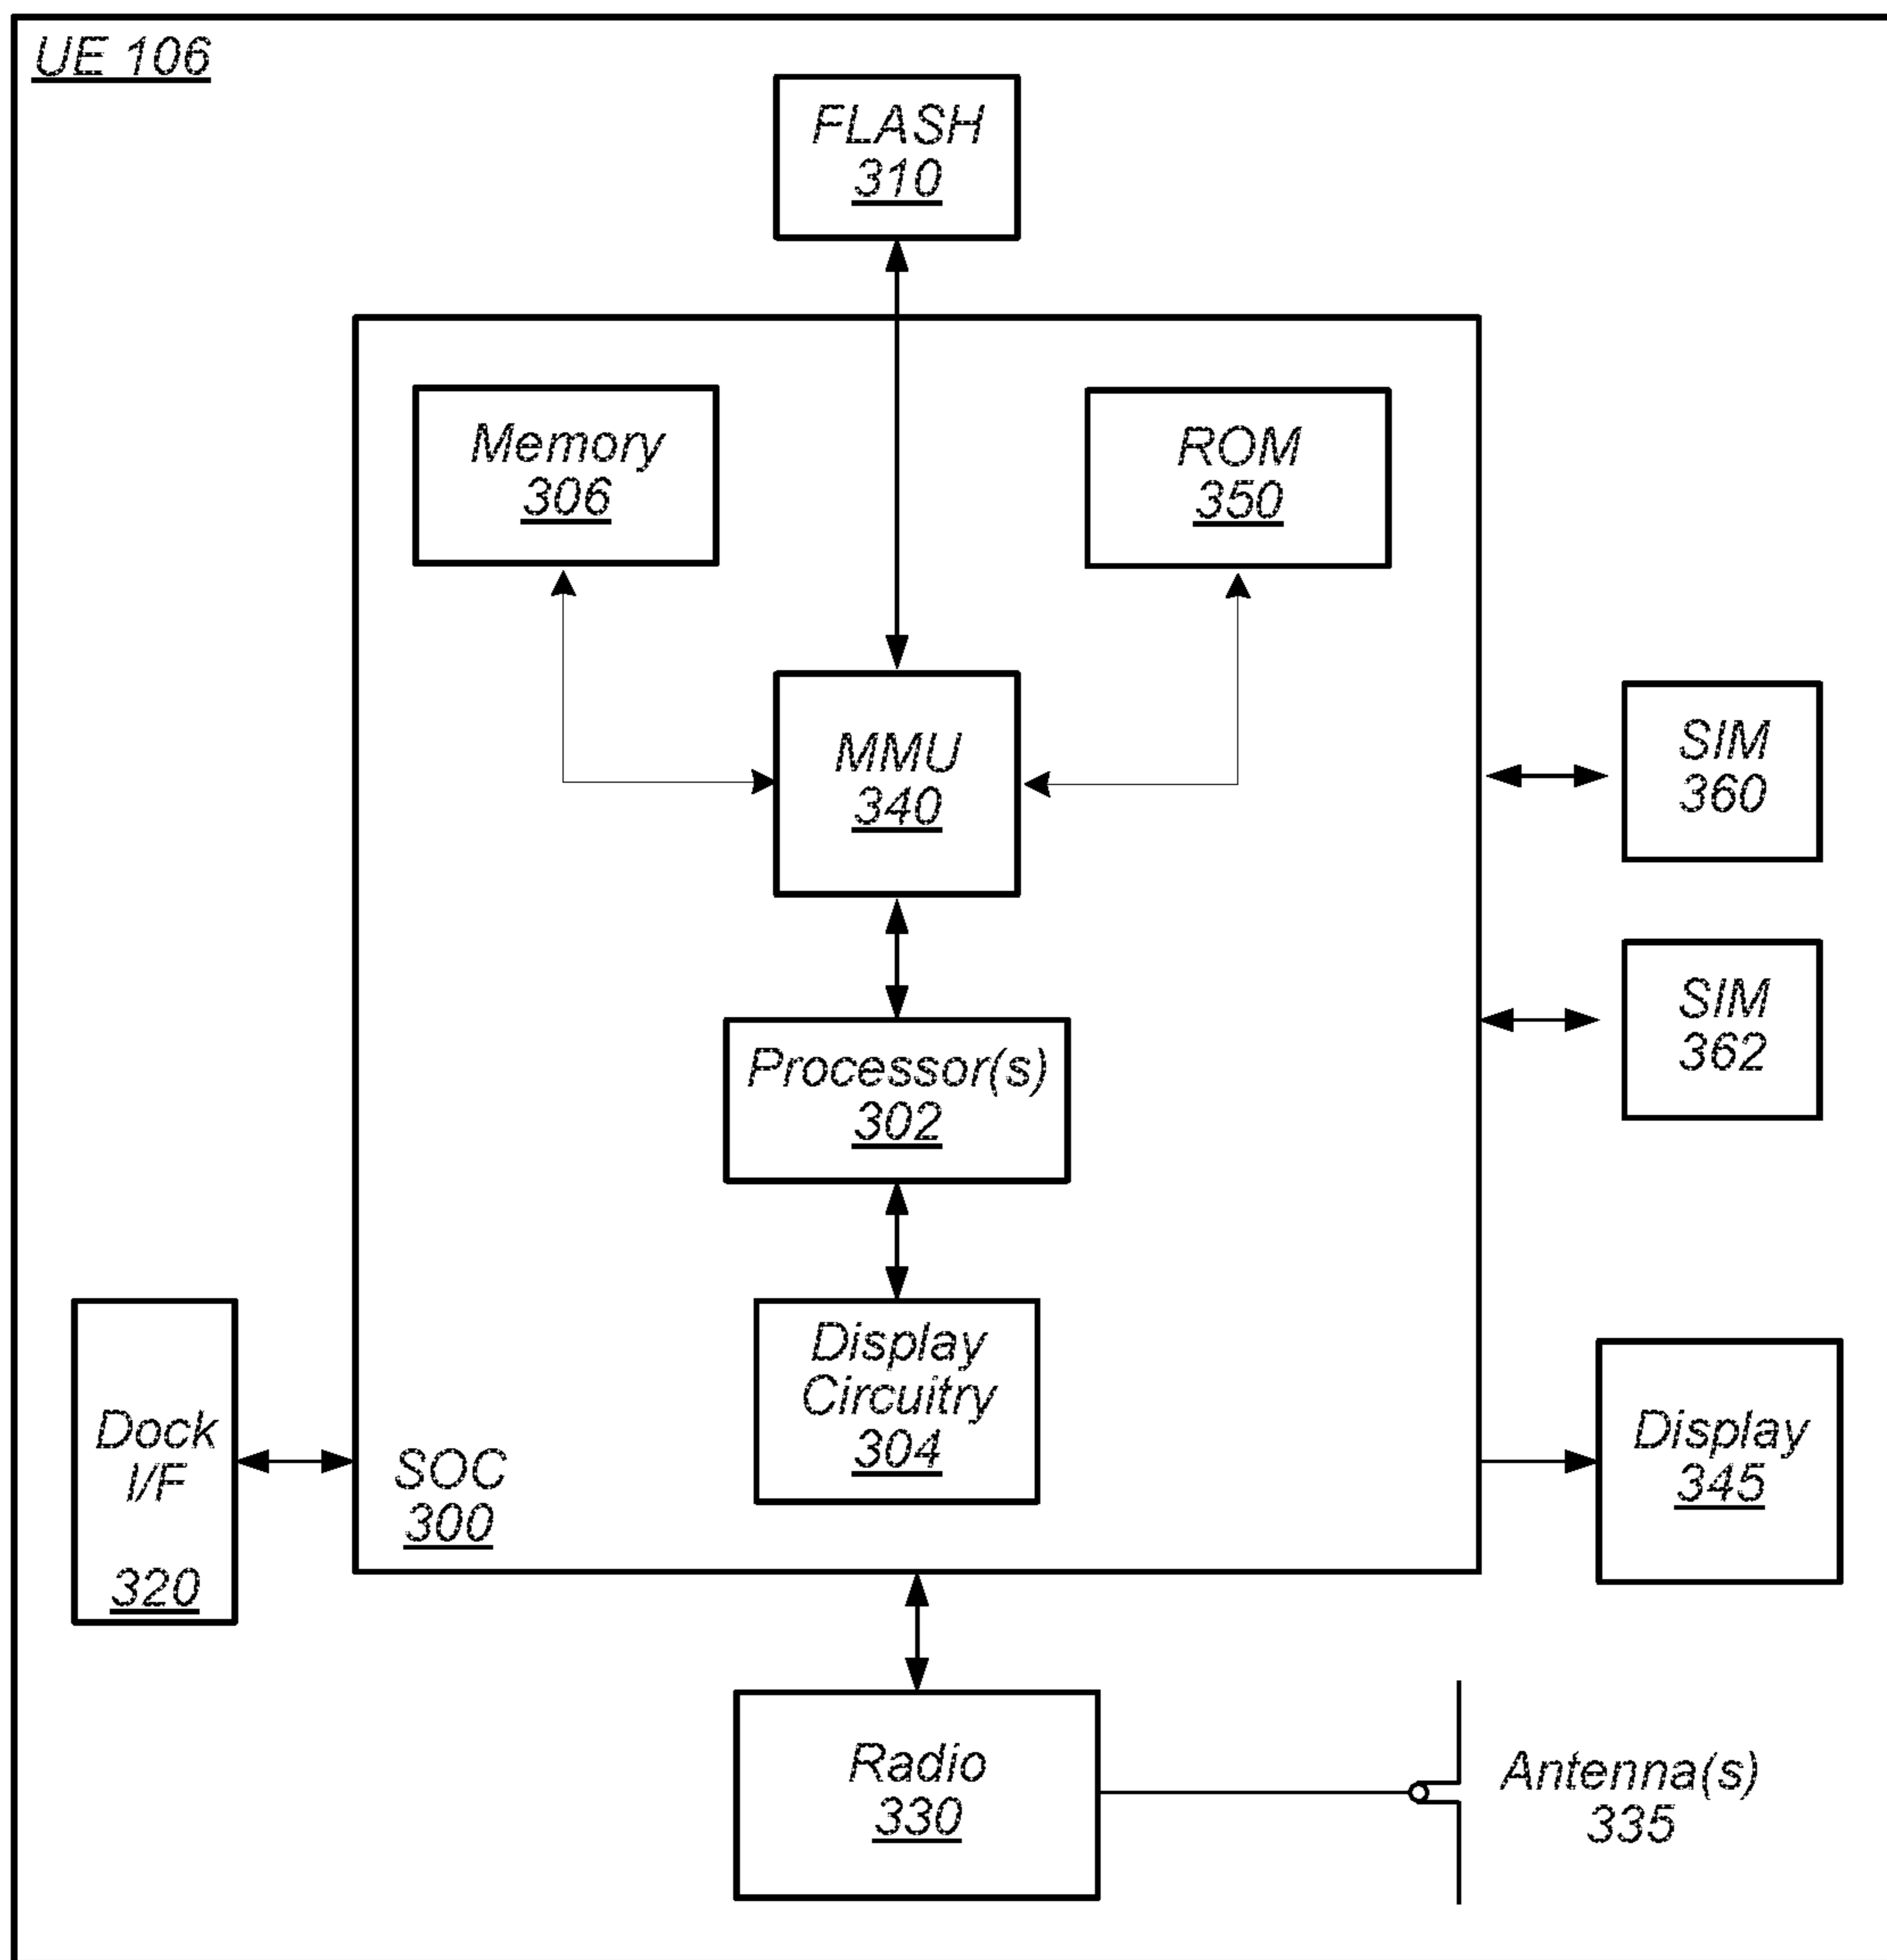 UE 106
FLASH
310
Memory
306
ROM
350
MMU
340
SIM
360
SIM
362
Processor(s)
302
Display
Circuitry
304
Dock
I/F
320
SOC
300
Display
345
Radio
330
Antenna(s)
335